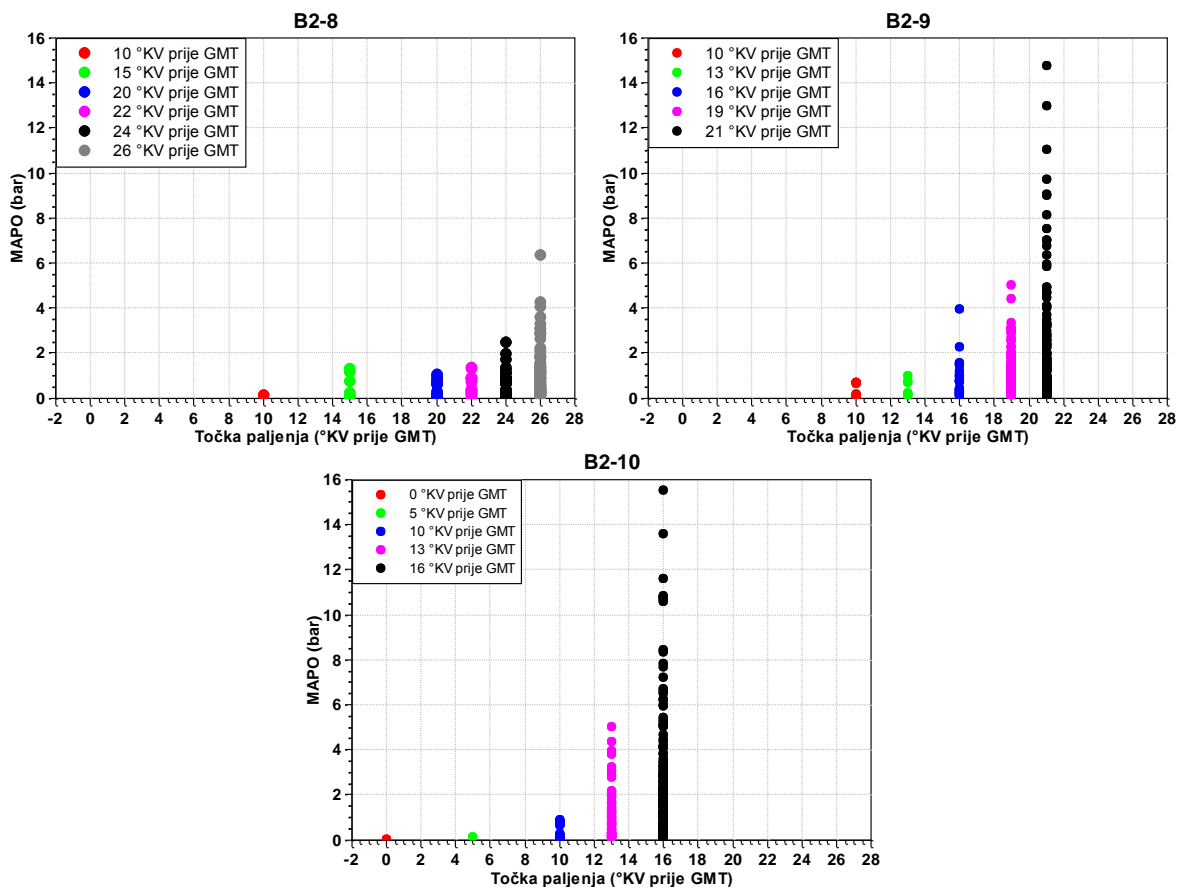 B2-8
16
14
12
10
8
6
4
2
0
MAPO (bar)
10 °KV prije GMT
15 °KV prije GMT
20 °KV prije GMT
22 °KV prije GMT
24 °KV prije GMT
26 °KV prije GMT
-2 0 2 4 6 8 10 12 14 16 18 20 22 24 26 28
Točka paljenja (°KV prije GMT)
B2-9
16
14
12
10
8
6
4
2
0
MAPO (bar)
10 °KV prije GMT
13 °KV prije GMT
16 °KV prije GMT
19 °KV prije GMT
21 °KV prije GMT
-2 0 2 4 6 8 10 12 14 16 18 20 22 24 26 28
Točka paljenja (°KV prije GMT)
B2-10
16
14
12
10
8
6
4
2
0
MAPO (bar)
0 °KV prije GMT
5 °KV prije GMT
10 °KV prije GMT
13 °KV prije GMT
16 °KV prije GMT
-2 0 2 4 6 8 10 12 14 16 18 20 22 24 26 28
Točka paljenja (°KV prije GMT)